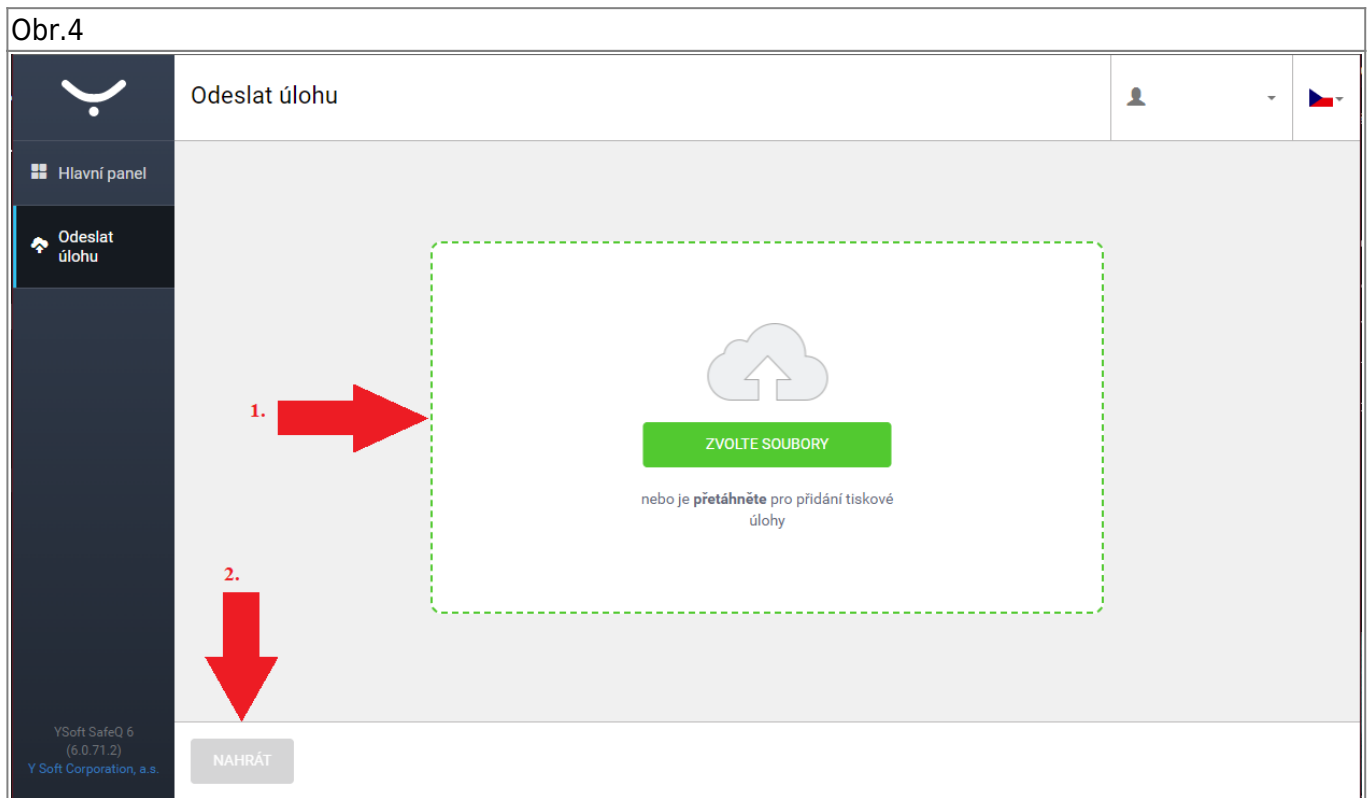 Obr.4
Odeslat úlohu
Hlavní panel
Odeslat
úlohu
1.
ZVOLTE SOUBORY
nebo je přetáhněte pro přidání tiskové
úlohy
2.
YSoft SafeQ 6
(6.0.71.2)
Y Soft Corporation, a.s.
NAHRÁT